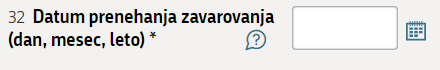 32 Datum prenehanja zavarovanja
(dan, mesec, leto) *
?